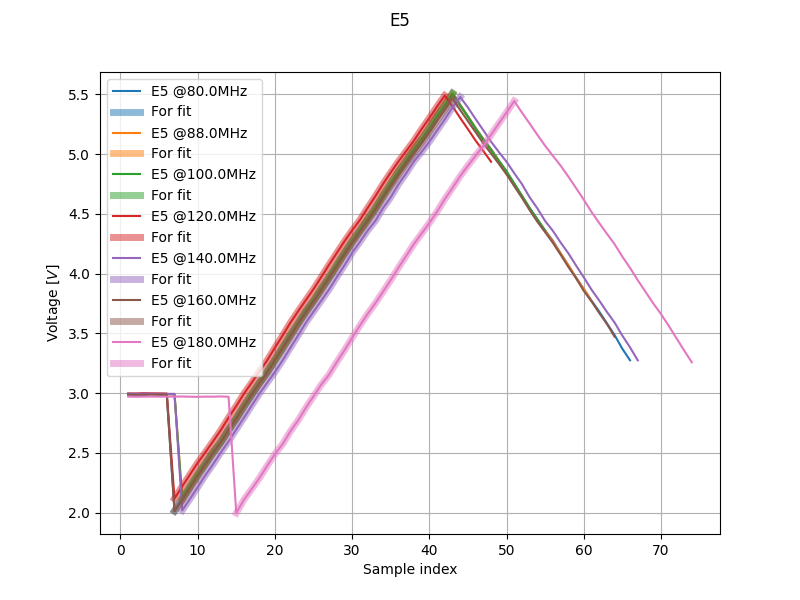 E5
E5 @80.0MHz
For fit
E5 @88.0MHz
For fit
E5 @100.0MHz
For fit
E5 @120.0MHz
For fit
E5 @140.0MHz
For fit
E5 @160.0MHz
For fit
E5 @180.0MHz
For fit
5.5
5.0
4.5
4.0
3.5
3.0
2.5
2.0
Voltage [V]
0 10 20 30 40 50 60 70
Sample index